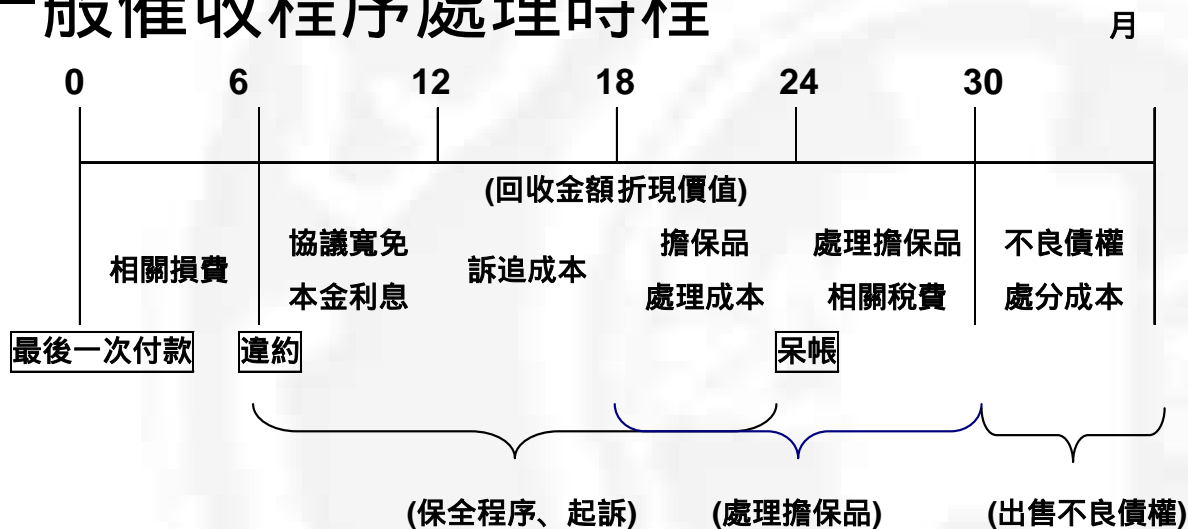 一般催收程序處理時程
月
0 6 12 18 24 30
(回收金額折現價值)
相關損費
協議寬免
本金利息
訴追成本
擔保品
處理成本
處理擔保品
相關稅費
不良債權
處分成本
最後一次付款
違約
呆帳
(保全程序、起訴)
(處理擔保品)
(出售不良債權)